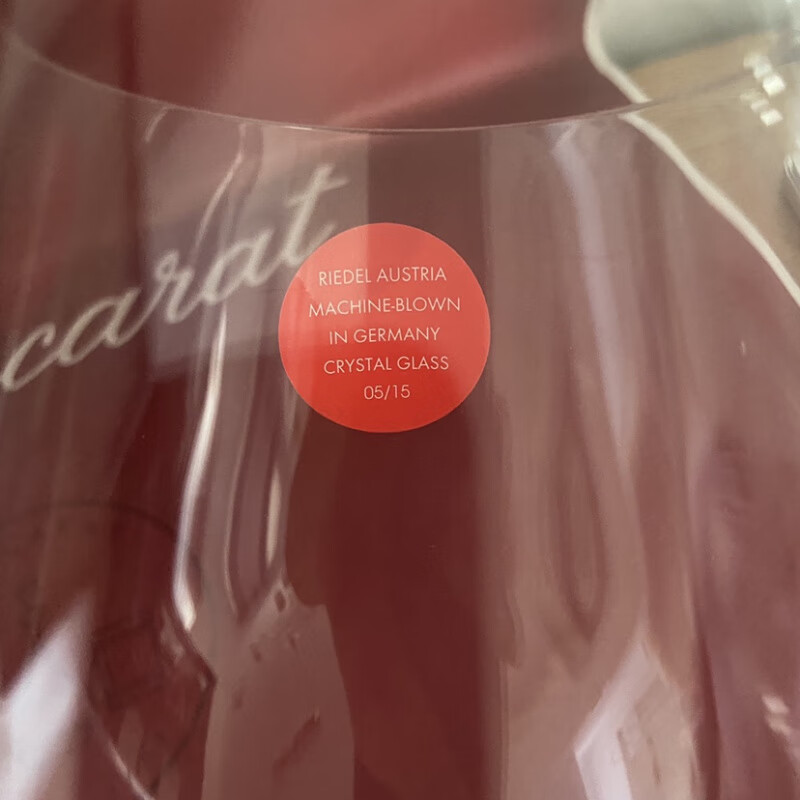 carat
RIEDEL AUSTRIA
MACHINE-BLOWN
IN GERMANY
CRYSTAL GLASS
05/15